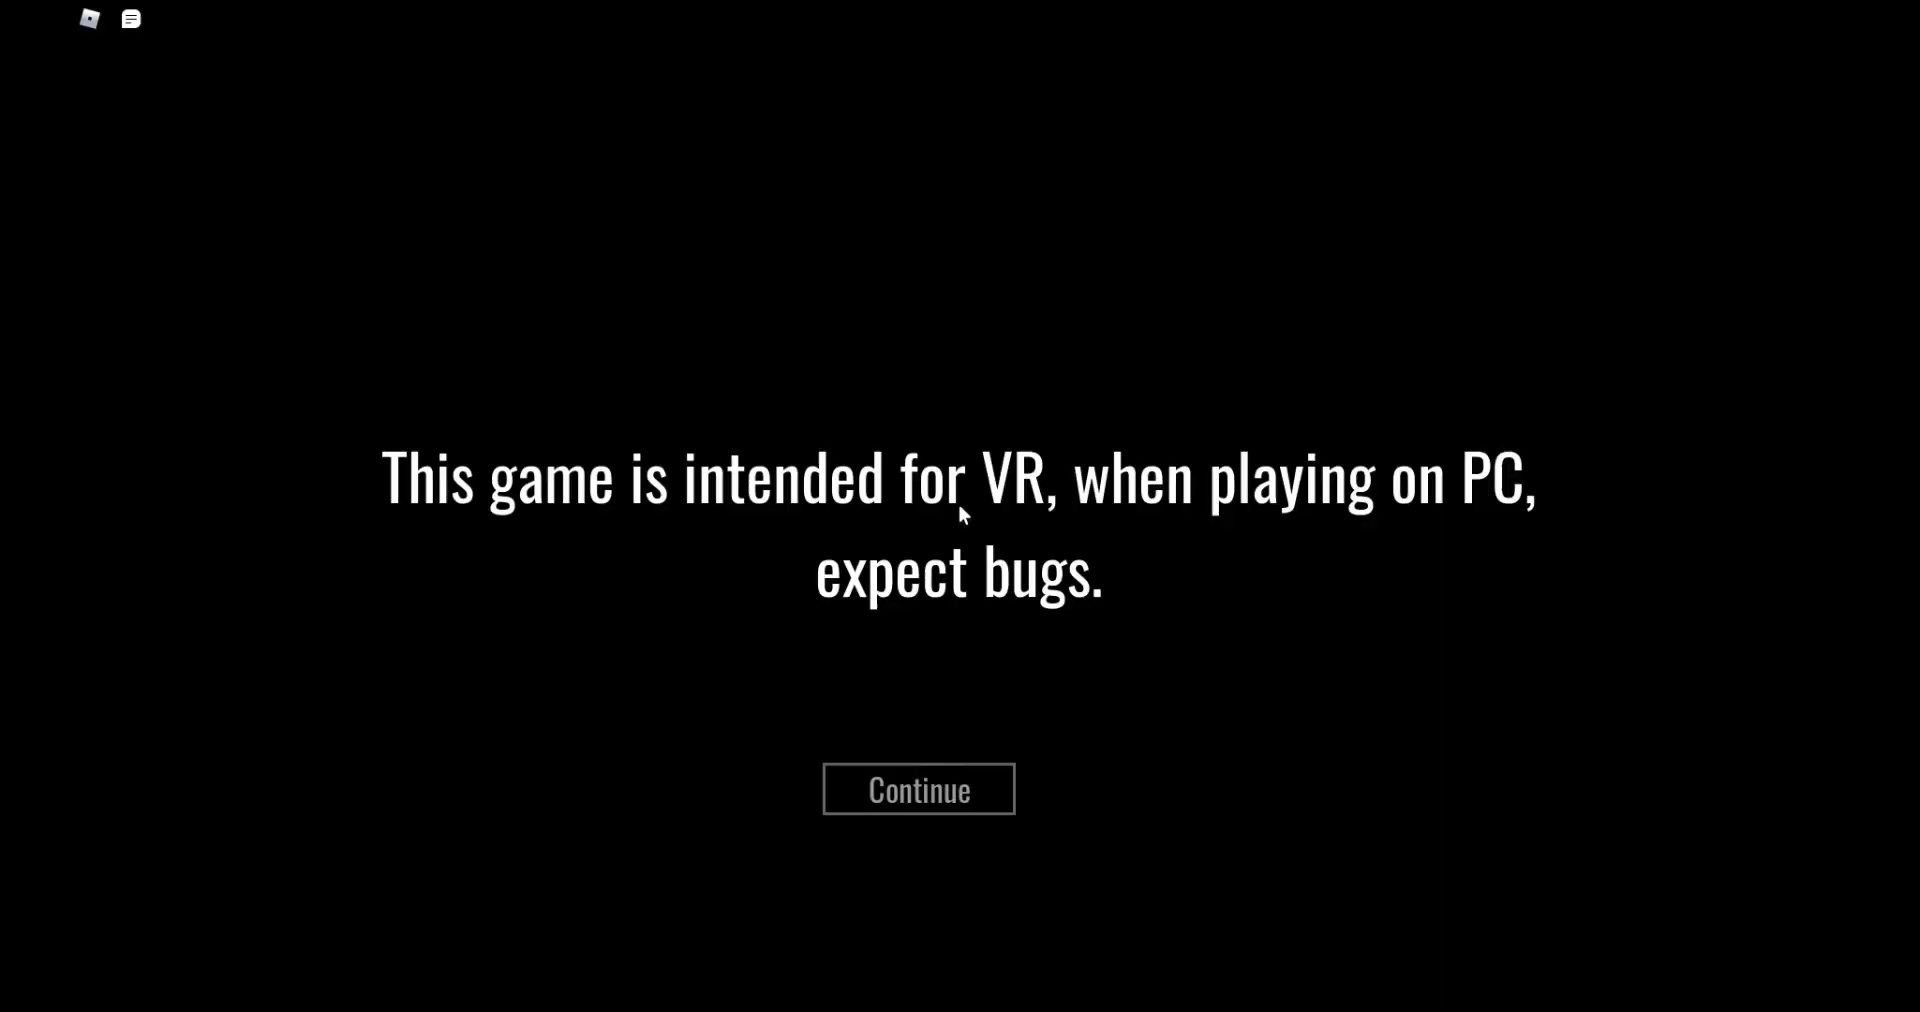 This game is intended for VR, when playing on PC,
expect bugs.
Continue